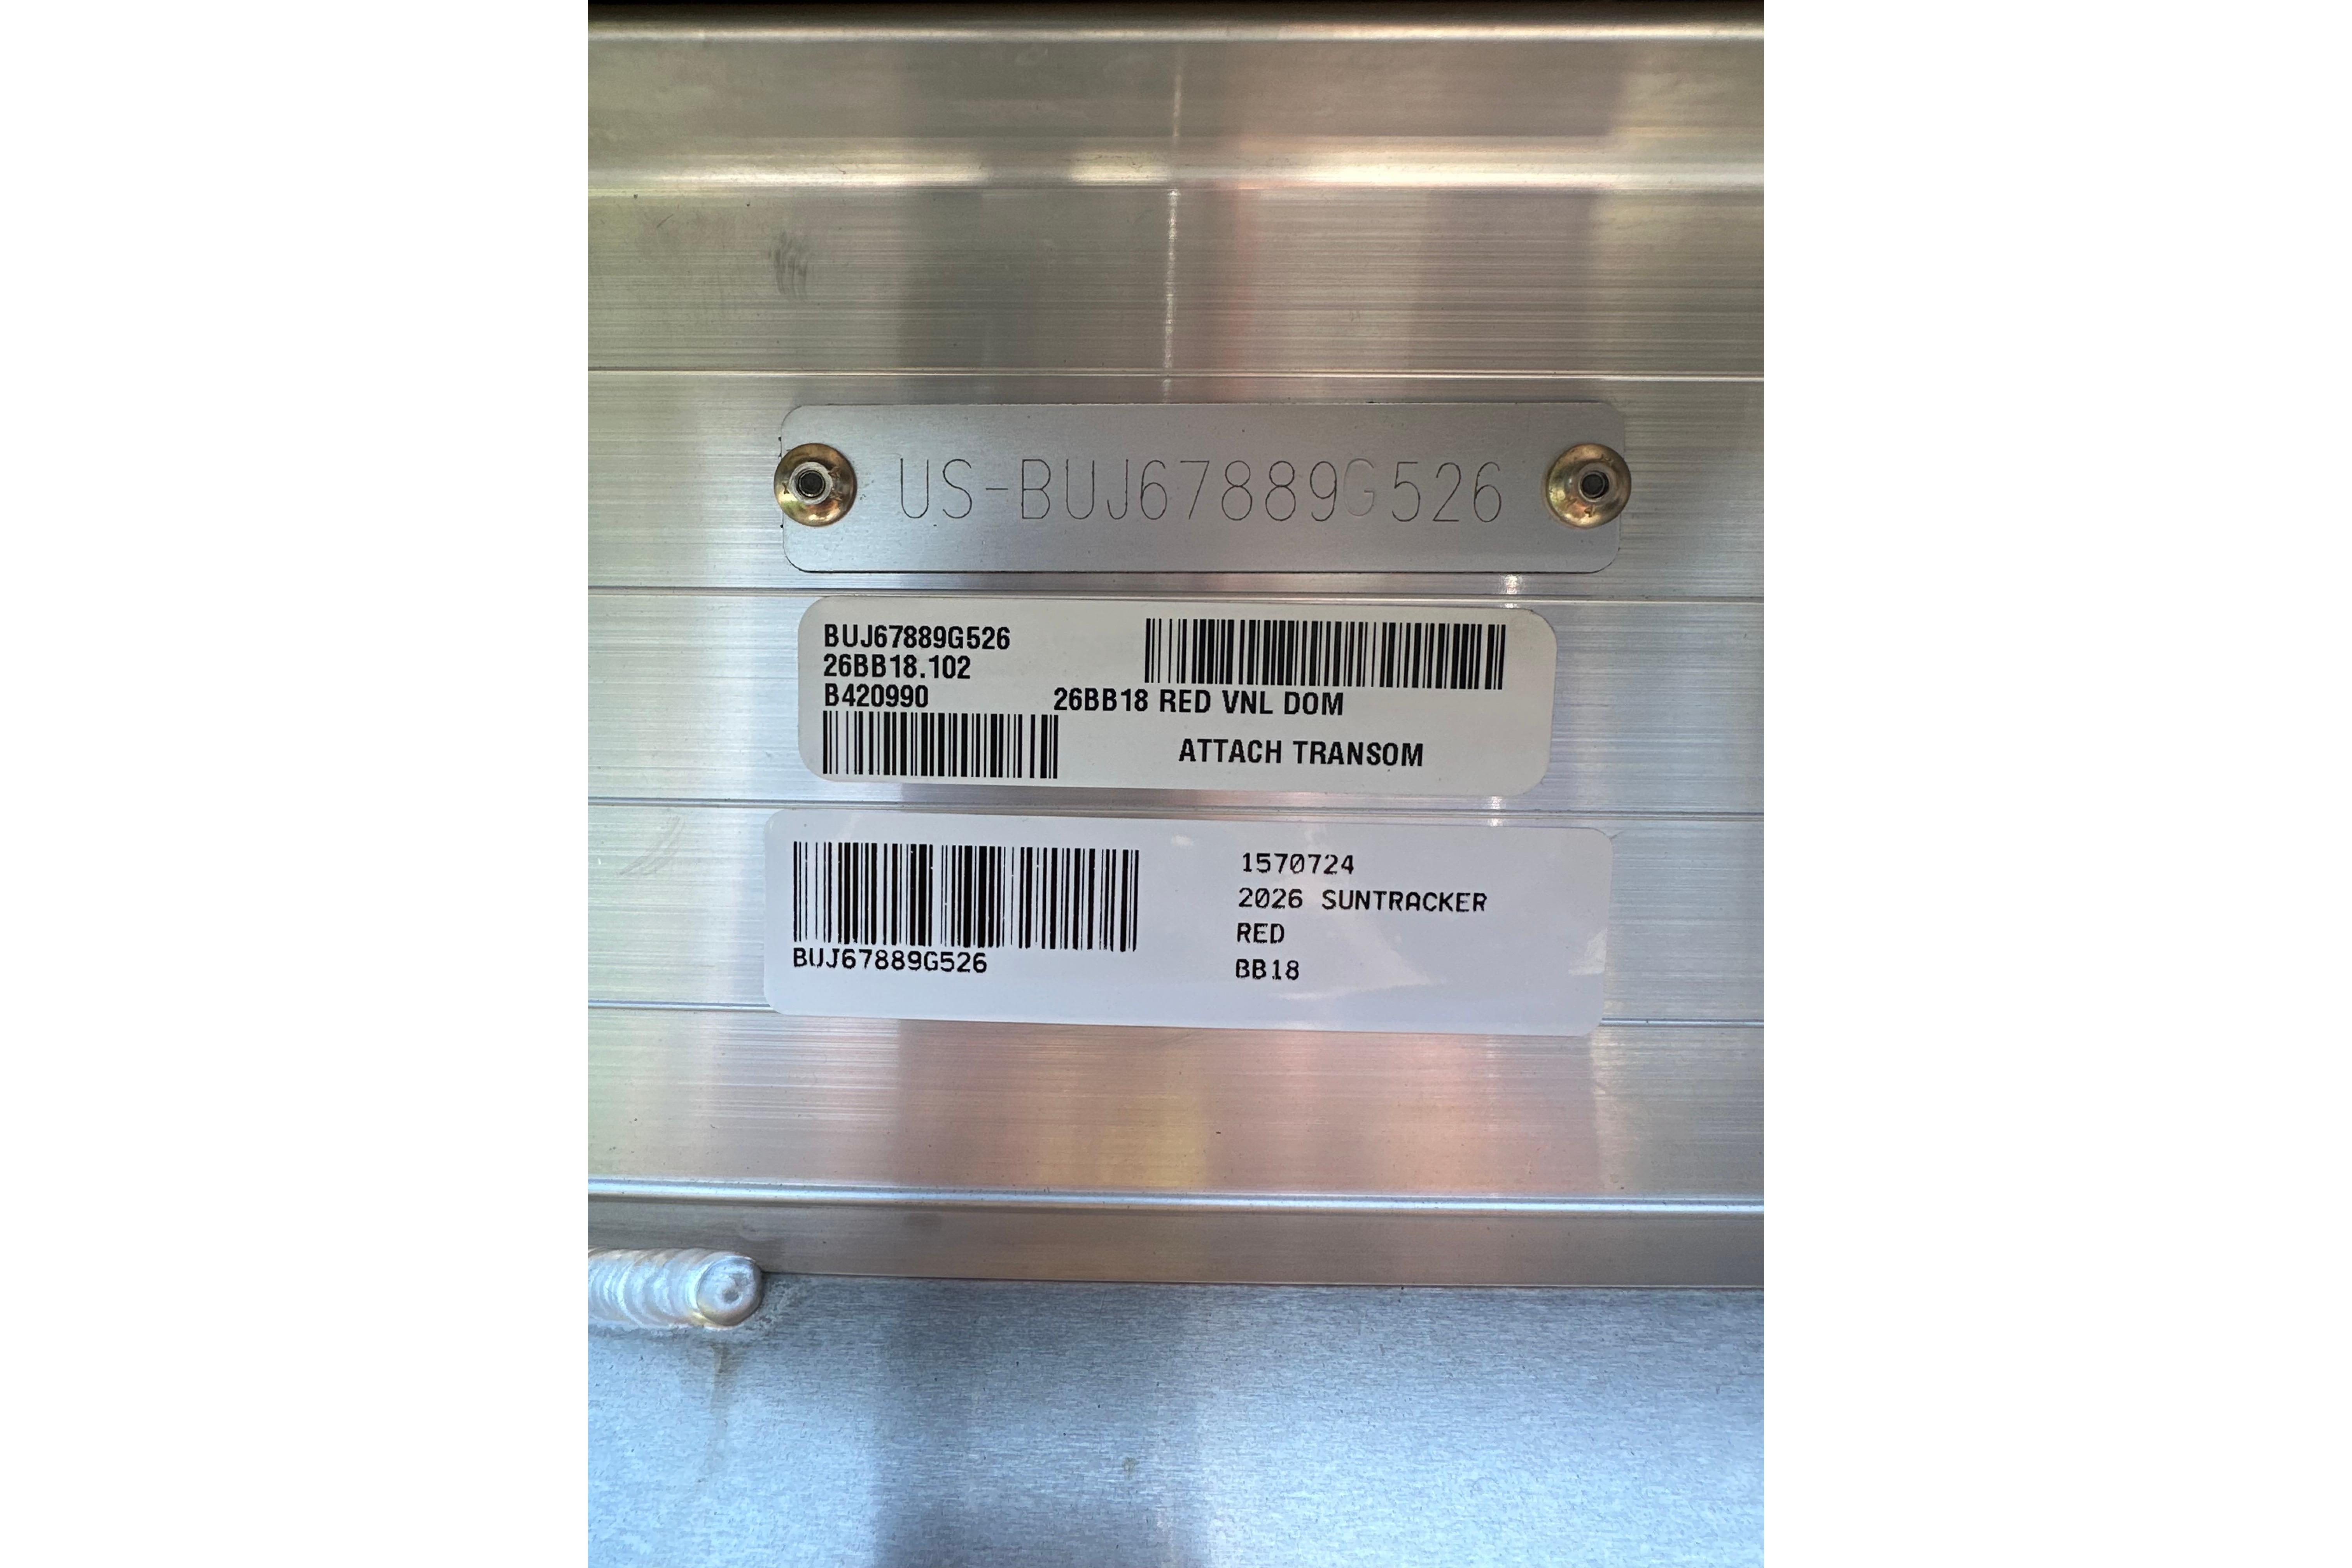 US-BUJ67889G526
BUJ67889G526
26BB18.102
B420990
26BB18 RED VNL DOM
ATTACH TRANSOM
BUJ67889G526
1570724
2026 SUNTRACKER
RED
BB18